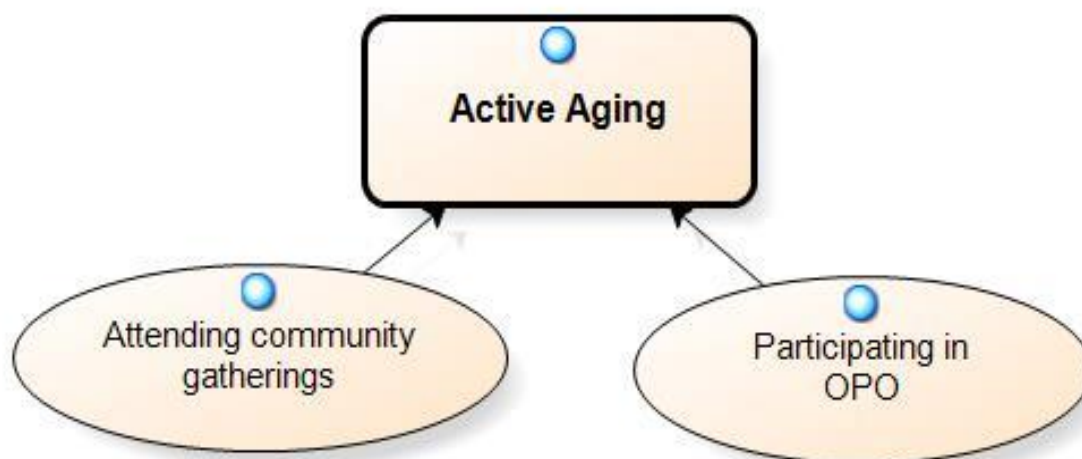 Active Aging
Attending community
gatherings
Participating in
OPO